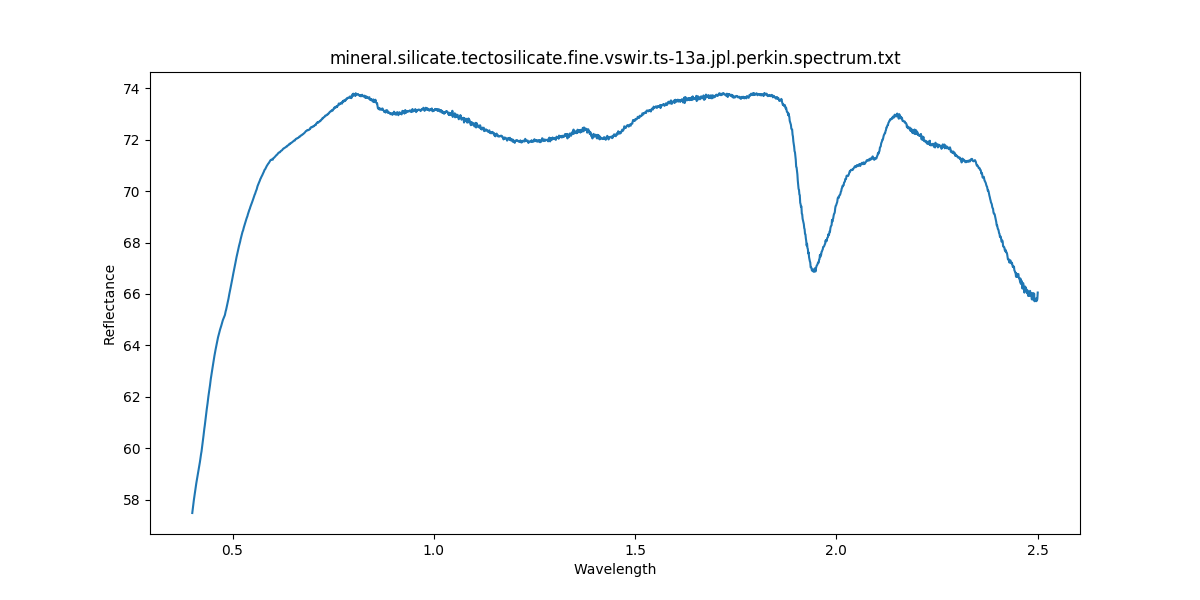 mineral.silicate.tectosilicate.fine.vswir.ts-13a.jpl.perkin.spectrum.txt
74
72
70
68
66
64
62
60
58
Reflectance
0.5 1.0 1.5 2.0 2.5
Wavelength